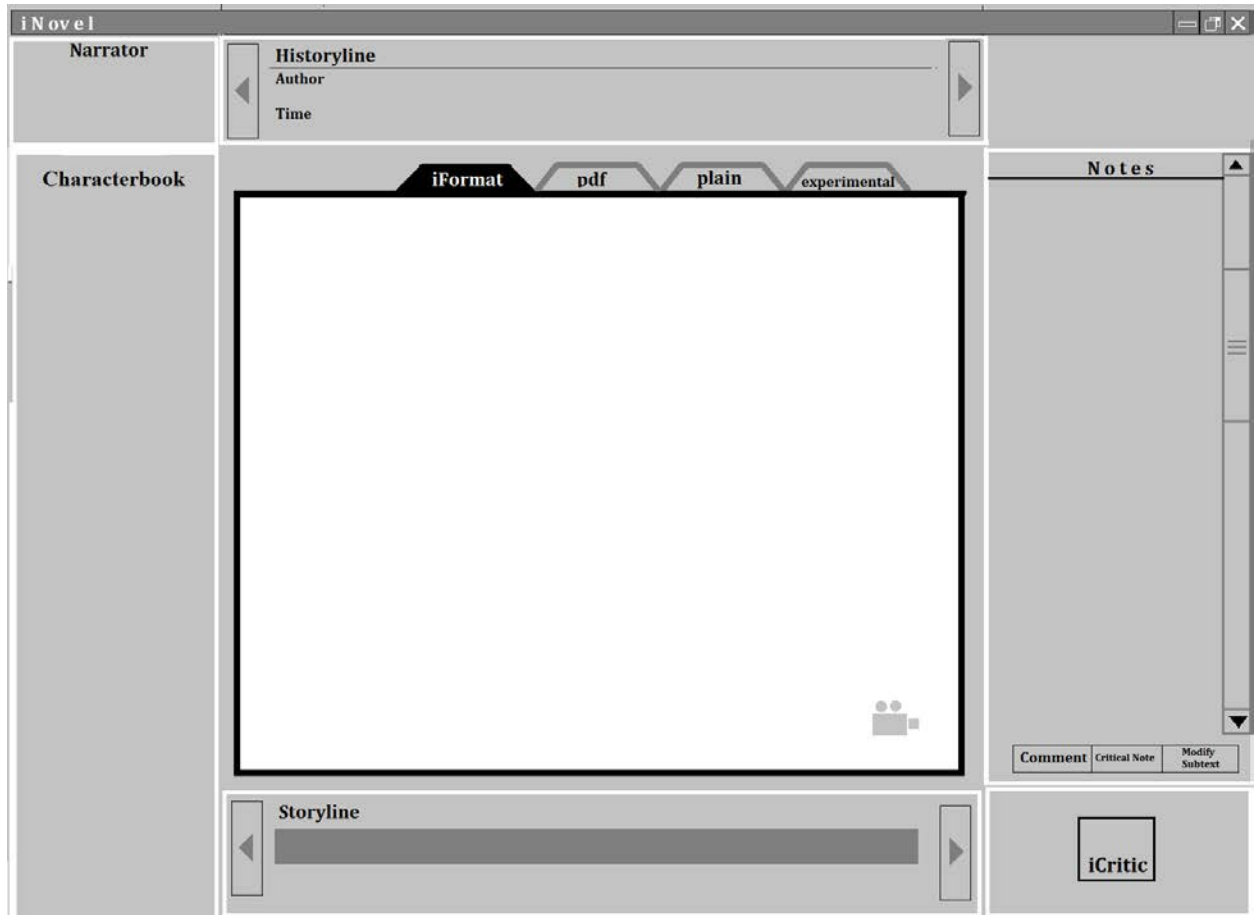 iNovel
Narrator
Historyline
Author
Time
Characterbook
iFormat
pdf
plain
experimental
Notes
Comment
Critical Note
Modify
Subtext
Storyline
iCritic